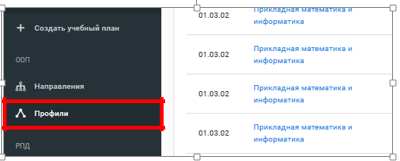 Создать учебный план
ООП
Направления
Профили
РПД
01.03.02 Прикладная математика и
информатика
01.03.02 Прикладная математика и
информатика
01.03.02 Прикладная математика и
информатика
01.03.02 Прикладная математика и
информатика